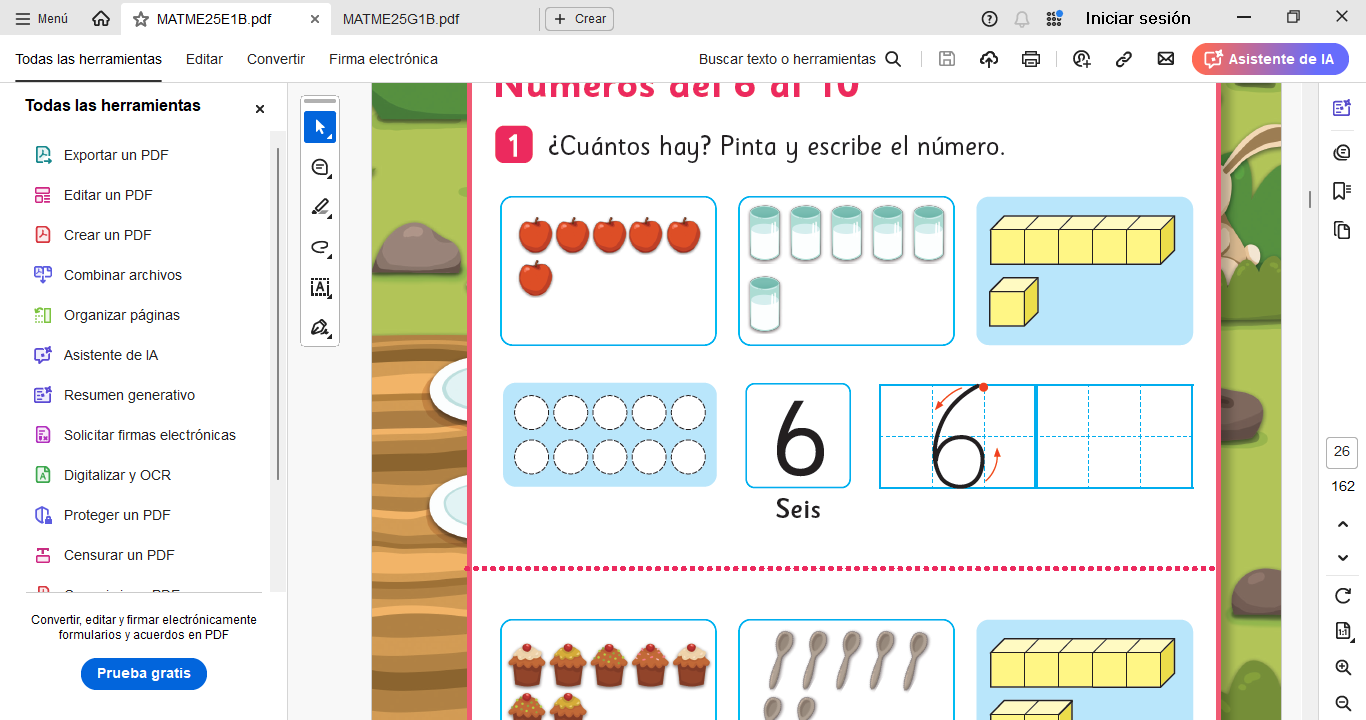 Menú
MATME25E1B.pdf
MATME25G1B.pdf
Crear
Iniciar sesión
Todas las herramientas
Editar
Convertir
Firma electrónica
Buscar texto o herramientas
Asistente de IA
Todas las herramientas
Exportar un PDF
Editar un PDF
Crear un PDF
Combinar archivos
Organizar páginas
Asistente de IA
Resumen generativo
Solicitar firmas electrónicas
Digitalizar y OCR
Proteger un PDF
Censurar un PDF
Convertir, editar y firmar electrónicamente
formularios y acuerdos en PDF
Prueba gratis
Números del 6 al 10
1 ¿Cuántos hay? Pinta y escribe el número.
6
6
Seis
26
162